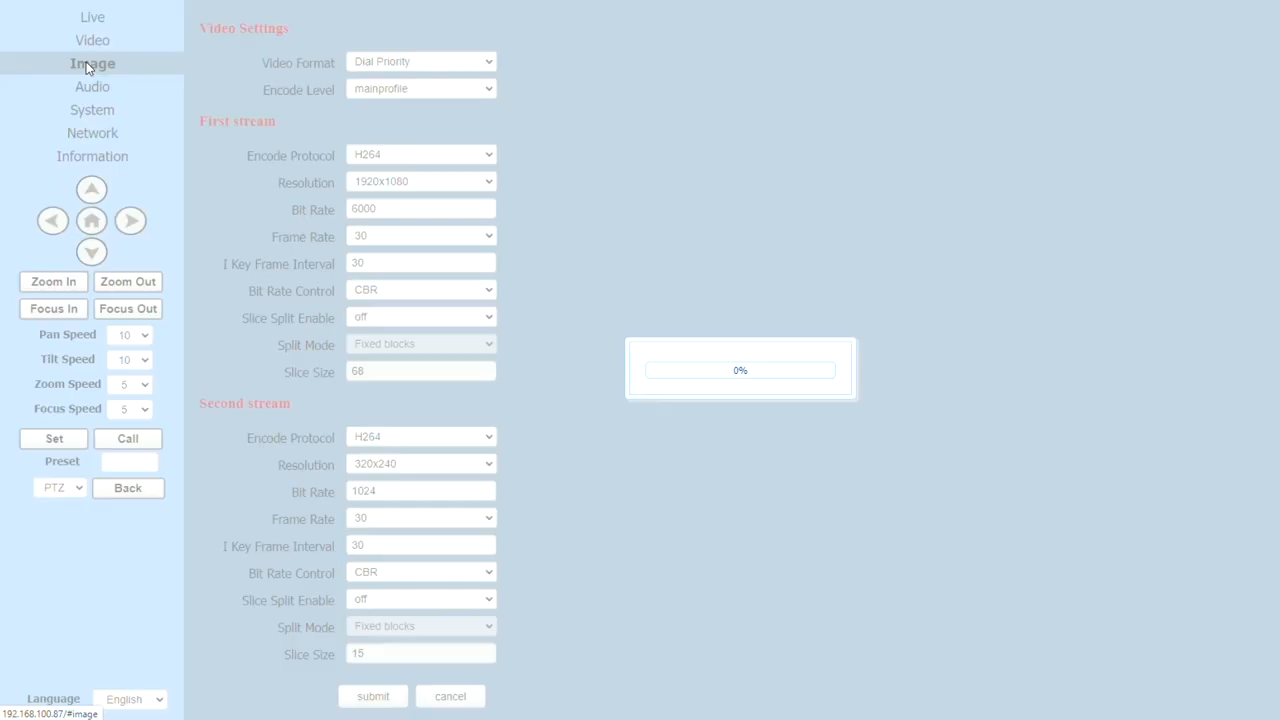 Live
Video
Image
Audio
System
Network
Information
Zoom In Zoom Out
Focus In Focus Out
Pan Speed 10
Tilt Speed 10
Zoom Speed 5
Focus Speed 5
Set Call
Preset
PTZ Back
Language English
192.168.100.87/#image
Video Settings
Video Format Dial Priority
Encode Level mainprofile
First stream
Encode Protocol H264
Resolution 1920x1080
Bit Rate 6000
Frame Rate 30
I Key Frame Interval 30
Bit Rate Control CBR
Slice Split Enable off
Split Mode Fixed blocks
Slice Size 68
Second stream
Encode Protocol H264
Resolution 320x240
Bit Rate 1024
Frame Rate 30
I Key Frame Interval 30
Bit Rate Control CBR
Slice Split Enable off
Split Mode Fixed blocks
Slice Size 15
submit cancel
0%